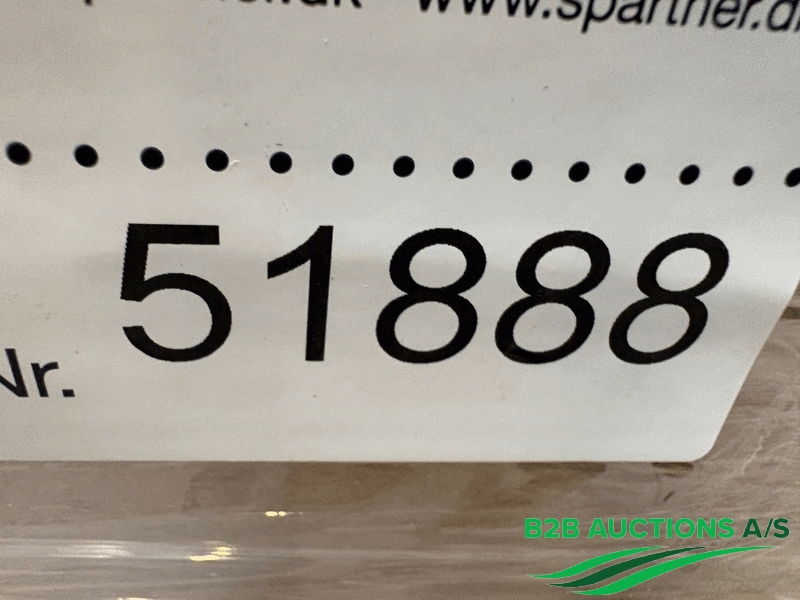 www.spartner.d
Nr. 51888
B2B AUCTIONS A/S